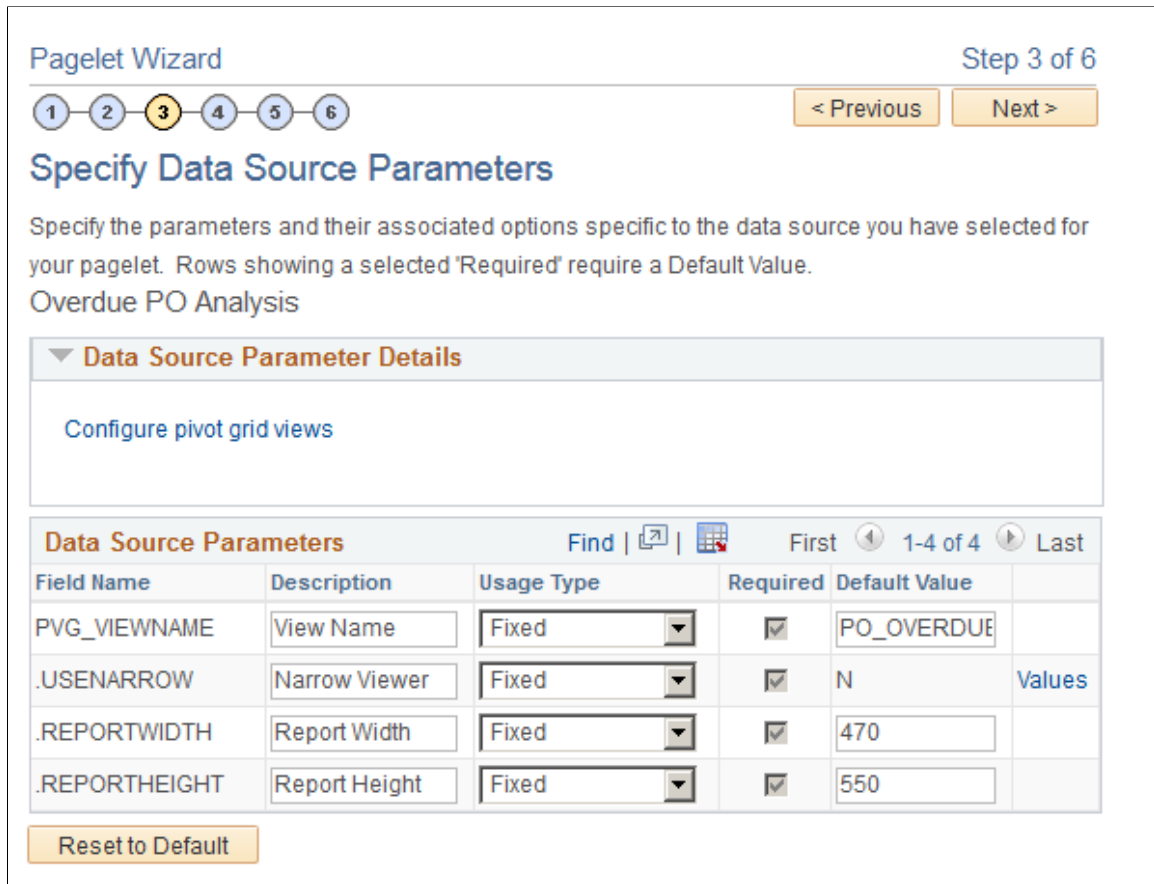 Pagelet Wizard Step 3 of 6
1 2 3 4 5 6 < Previous Next >
Specify Data Source Parameters
Specify the parameters and their associated options specific to the data source you have selected for
your pagelet. Rows showing a selected 'Required' require a Default Value.
Overdue PO Analysis
Data Source Parameter Details
Configure pivot grid views
Data Source Parameters Find | | First 1-4 of 4 Last
Field Name Description Usage Type Required Default Value
PVG_VIEWNAME View Name Fixed PO_OVERDUE
.USENARROW Narrow Viewer Fixed N Values
.REPORTWIDTH Report Width Fixed 470
.REPORTHEIGHT Report Height Fixed 550
Reset to Default